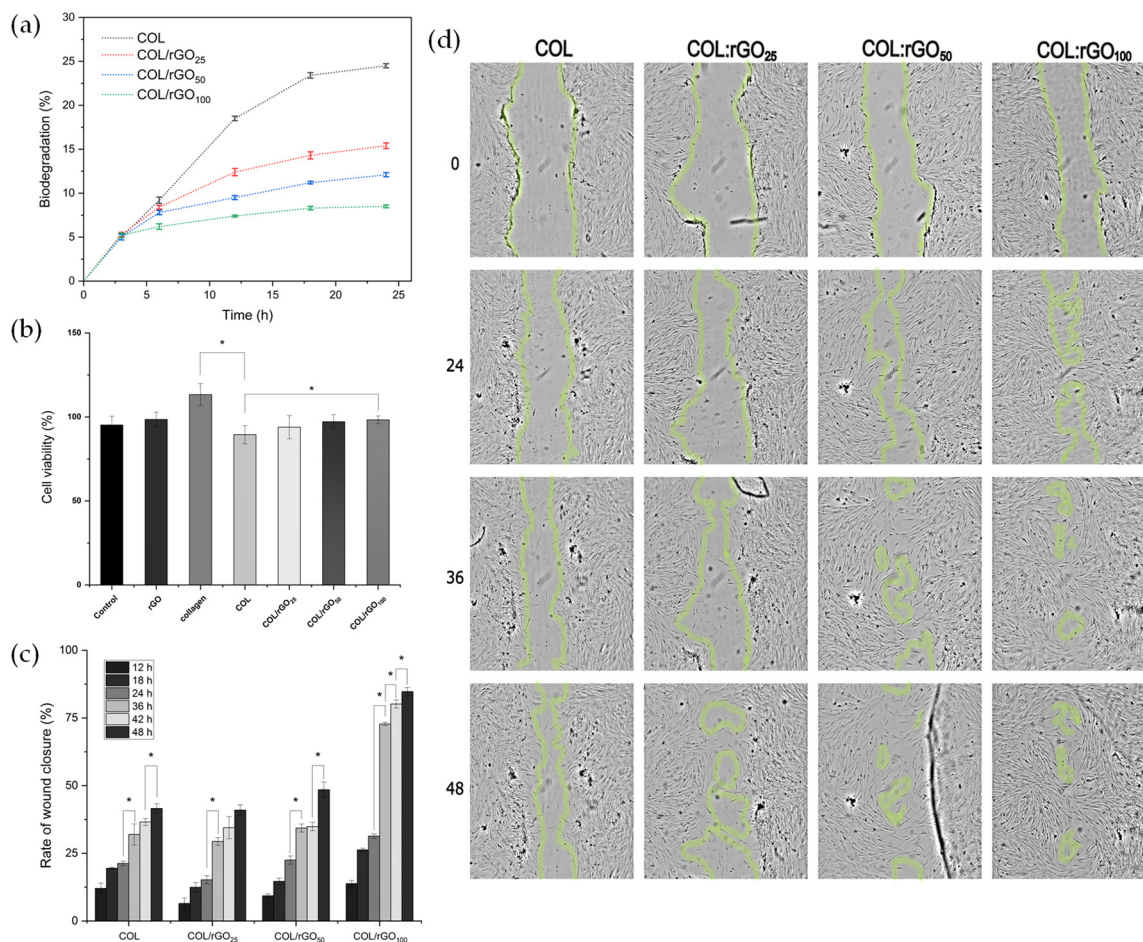 (a)
30
25
20
15
10
5
0
Biodegradation (%)
COL
COL/rGO₂₅
COL/rGO₅₀
COL/rGO₁₀₀
0 5 10 15 20 25
Time (h)
(b)
150
100
50
0
Cell viability (%)
*
*
Control rGO collagen COL COL/rGO₂₅ COL/rGO₅₀ COL/rGO₁₀₀
(c)
100
75
50
25
0
Rate of wound closure (%)
12 h
18 h
24 h
36 h
42 h
48 h
* * * * * * * *
COL COL/rGO₂₅ COL/rGO₅₀ COL/rGO₁₀₀
(d)
COL COL:rGO₂₅ COL:rGO₅₀ COL:rGO₁₀₀
0
24
36
48